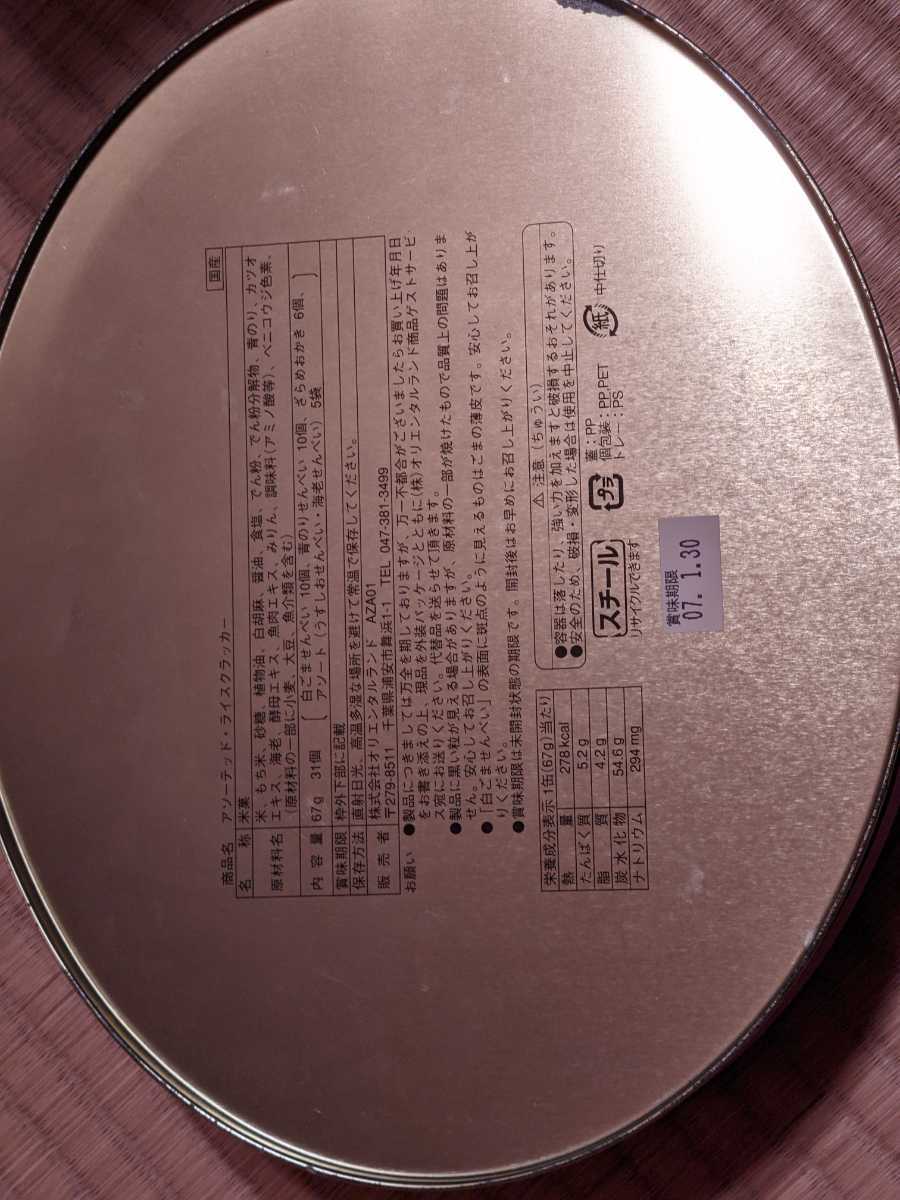 国産
商品名 アソーテッド・ライスクラッカー
名称 米菓
原材料名 米、もち米、砂糖、植物油、白胡麻、醤油、食塩、でん粉、でん粉分解物、青のり、カツオ
エキス、海老、酵母エキス、魚肉エキス、みりん、調味料(アミノ酸等)、ベニコウジ色素、
(原材料の一部に小麦、大豆、魚介類を含む)
内容量 67g 31個 [白ごませんべい 10個、青のりせんべい 10個、ざらめおかき 6個、
アソート(うすしおせんべい・海老せんべい) 5袋]
賞味期限 枠外下部に記載
保存方法 直射日光、高温多湿な場所を避けて常温で保存してください。
販売者 株式会社オリエンタルランド AZA01
〒279-8511 千葉県浦安市舞浜1-1 TEL 047-381-3499
お願い ●製品につきましては万全を期しておりますが、万一不都合がございましたらお買い上げ年月日
をお書き添えの上、現品を外装パッケージとともに(株)オリエンタルランド商品ゲストサービ
ス宛にお送りください。代替品を送らせて頂きます。
●製品に黒い粒が見える場合がありますが、原材料の一部が焼けたもので品質上の問題はありま
せん。安心してお召し上がりください。
●「白ごませんべい」の表面に斑点のように見えるものはごまの薄皮です。安心してお召し上が
りください。
●賞味期限は未開封状態の期限です。開封後はお早めにお召し上がりください。
栄養成分表示 1缶(67g)当たり
熱量 278kcal
たんぱく質 5.2g
脂質 4.2g
炭水化物 54.6g
ナトリウム 294mg
⚠ 注意(ちゅうい)
●容器は落したり、強い力を加えますと破損するおそれがあります。
●安全のため、破損・変形した場合は使用を中止してください。
スチール
リサイクルできます
プラ
蓋:PP
個包装:PP,PET
トレー:PS
紙
中仕切り
賞味期限
07. 1.30